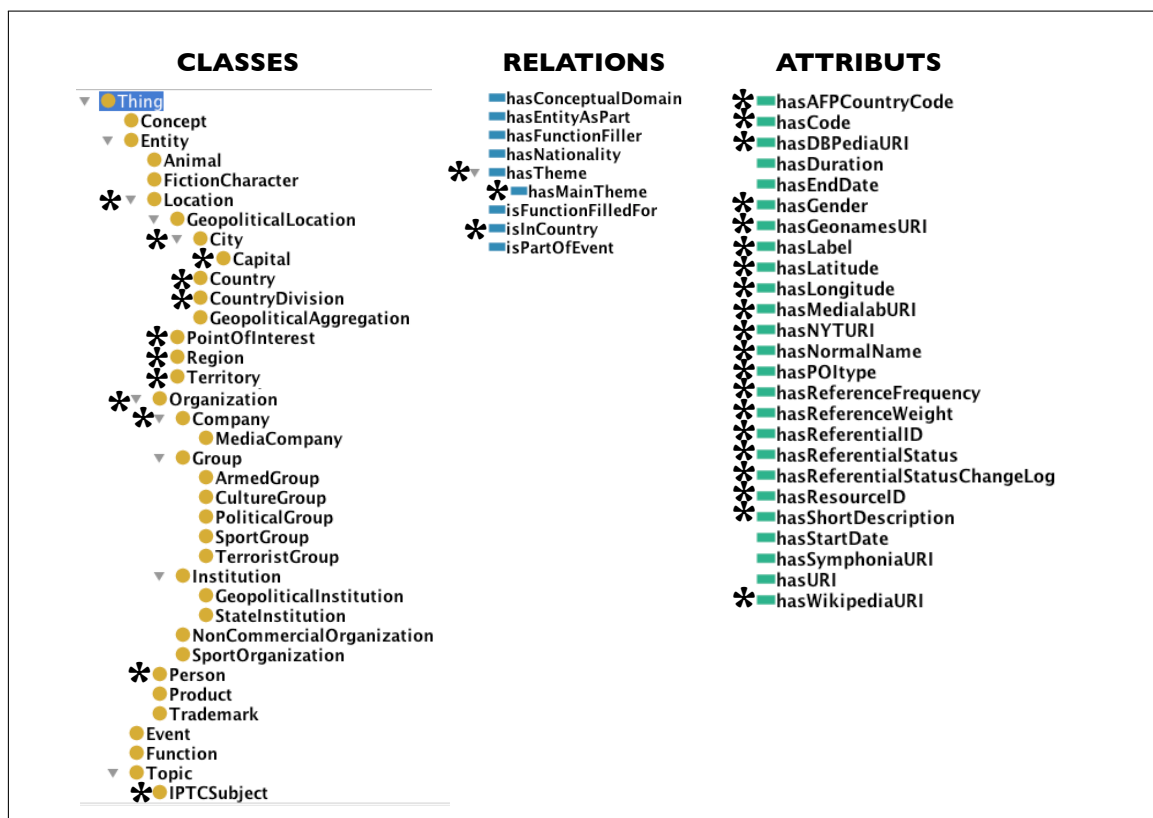 CLASSES
Thing
Concept
Entity
Animal
FictionCharacter
* Location
GeopoliticalLocation
* City
* Capital
* Country
* CountryDivision
GeopoliticalAggregation
* PointOfInterest
* Region
* Territory
* Organization
* Company
MediaCompany
Group
ArmedGroup
CultureGroup
PoliticalGroup
SportGroup
TerroristGroup
Institution
GeopoliticalInstitution
StateInstitution
NonCommercialOrganization
SportOrganization
* Person
Product
Trademark
Event
Function
Topic
* IPTCSubject
RELATIONS
hasConceptualDomain
hasEntityAsPart
hasFunctionFiller
hasNationality
* hasTheme
* hasMainTheme
isFunctionFilledFor
* isInCountry
isPartOfEvent
ATTRIBUTS
* hasAFPCountryCode
* hasCode
* hasDBPediaURI
hasDuration
hasEndDate
* hasGender
* hasGeonamesURI
* hasLabel
* hasLatitude
* hasLongitude
* hasMedialabURI
* hasNYTURI
* hasNormalName
* hasPOItype
* hasReferenceFrequency
* hasReferenceWeight
* hasReferentialID
* hasReferentialStatus
* hasReferentialStatusChangeLog
* hasResourceID
* hasShortDescription
hasStartDate
hasSymphoniaURI
hasURI
* hasWikipediaURI